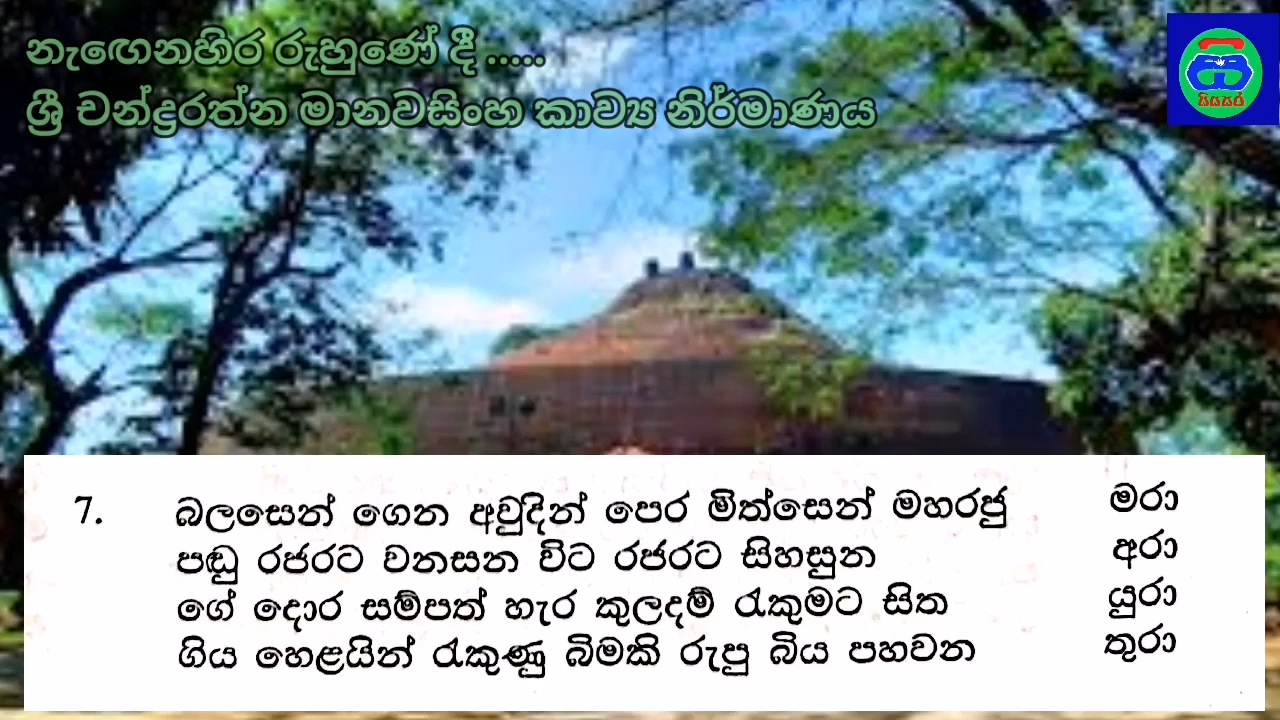 නැඟෙනහිර රුහුණේ දී .....
ශ්‍රී චන්ද්‍රරත්න මානවසිංහ කාව්‍ය නිර්මාණය
සියසර
7. බලසෙන් ගෙන අවුදින් පෙර මිත්සෙන් මහරජු මරා
පඬු රජරට වනසන විට රජරට සිහසුන අරා
ගේ දොර සම්පත් හැර කුලදම් රැකුමට සිත යුරා
ගිය හෙළයින් රැකුණු බිමකි රුපු බිය පහවන තුරා